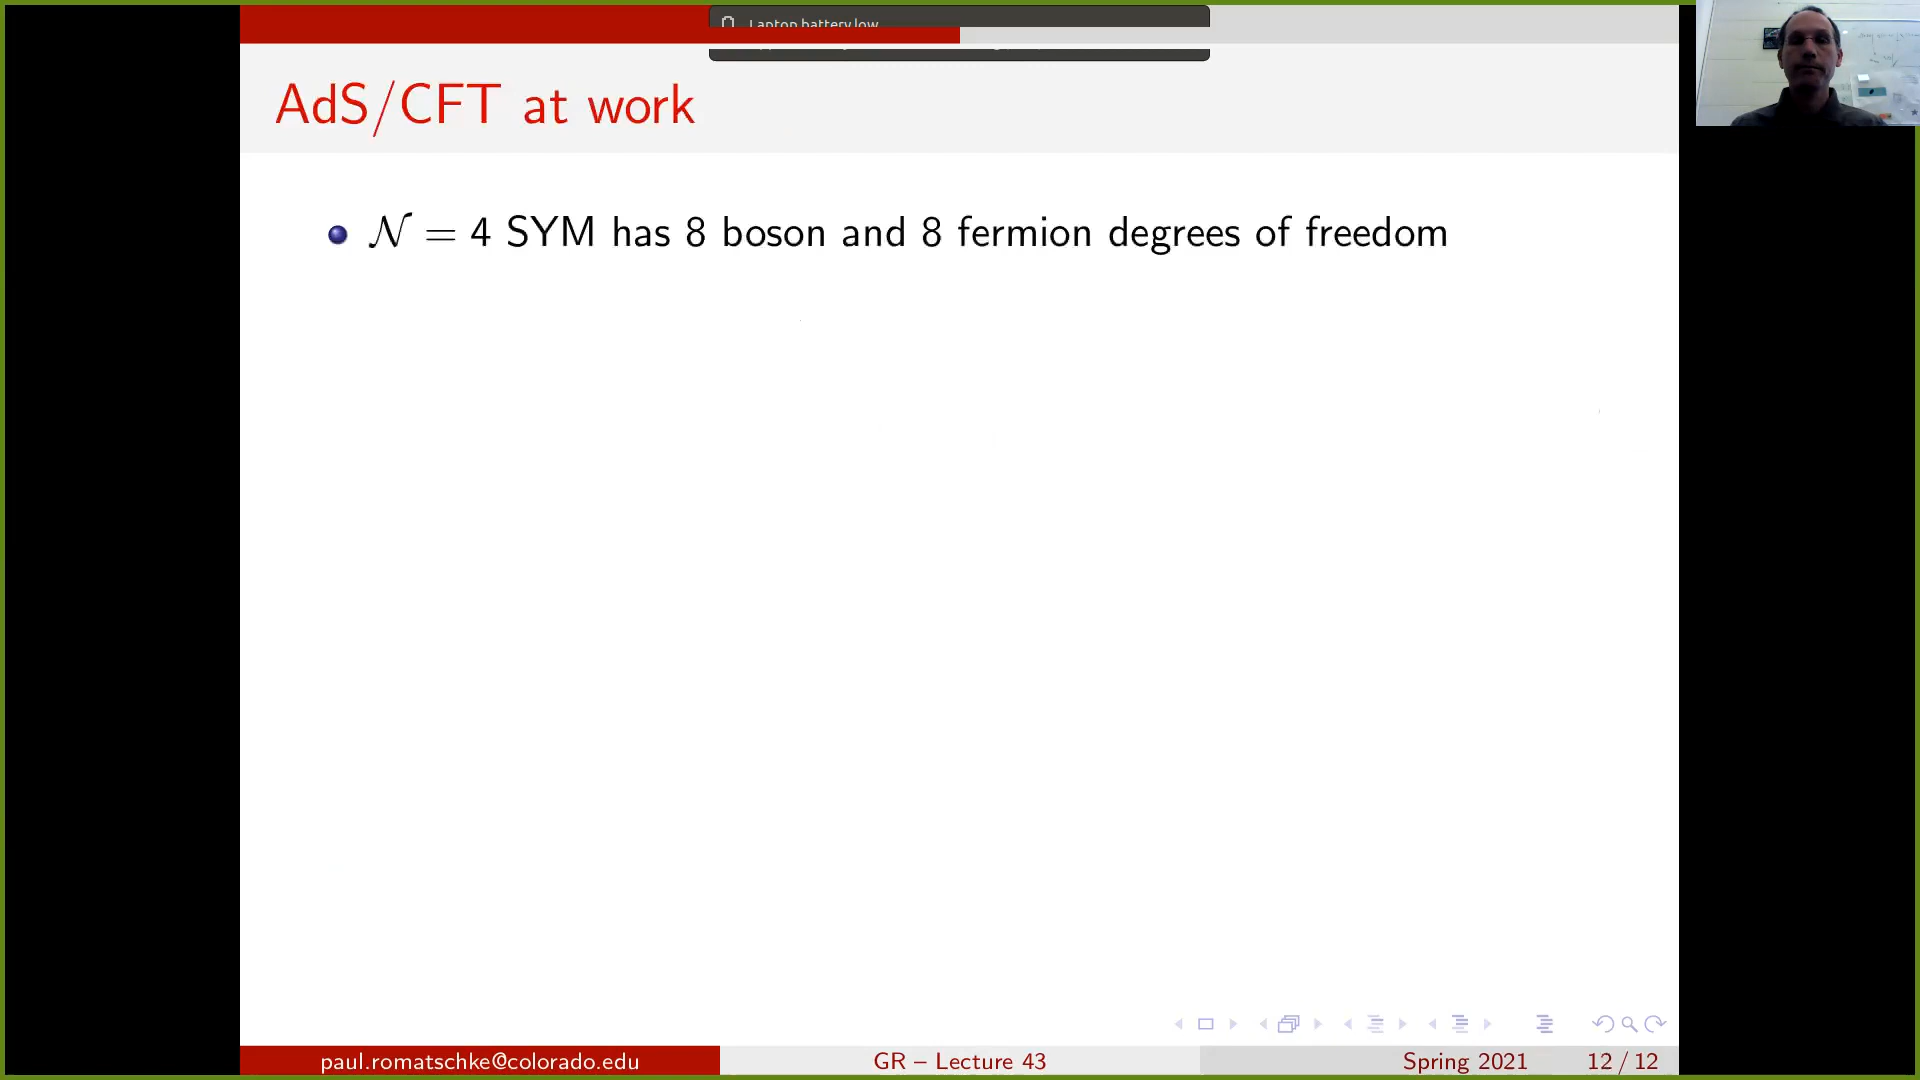 Laptop battery low
AdS/CFT at work
𝒩 = 4 SYM has 8 boson and 8 fermion degrees of freedom
paul.romatschke@colorado.edu GR – Lecture 43 Spring 2021 12 / 12